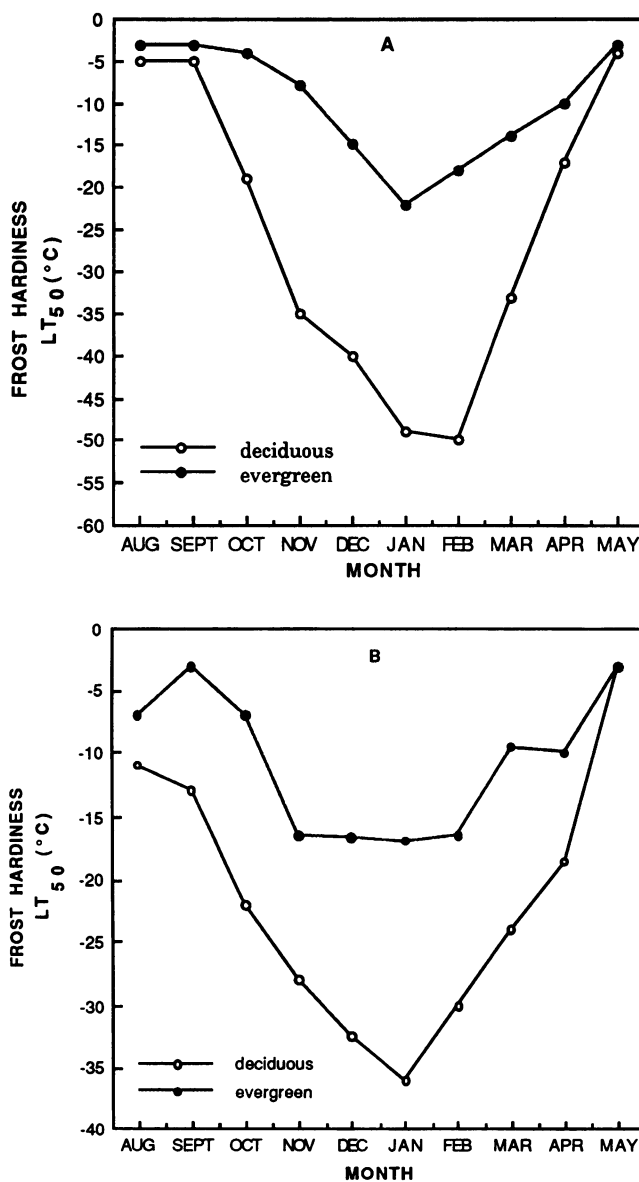 A
FROST HARDINESS
LT50 (°C)
0
-5
-10
-15
-20
-25
-30
-35
-40
-45
-50
-55
-60
deciduous
evergreen
AUG SEPT OCT NOV DEC JAN FEB MAR APR MAY
MONTH
B
FROST HARDINESS
LT50 (°C)
0
-5
-10
-15
-20
-25
-30
-35
-40
deciduous
evergreen
AUG SEPT OCT NOV DEC JAN FEB MAR APR MAY
MONTH